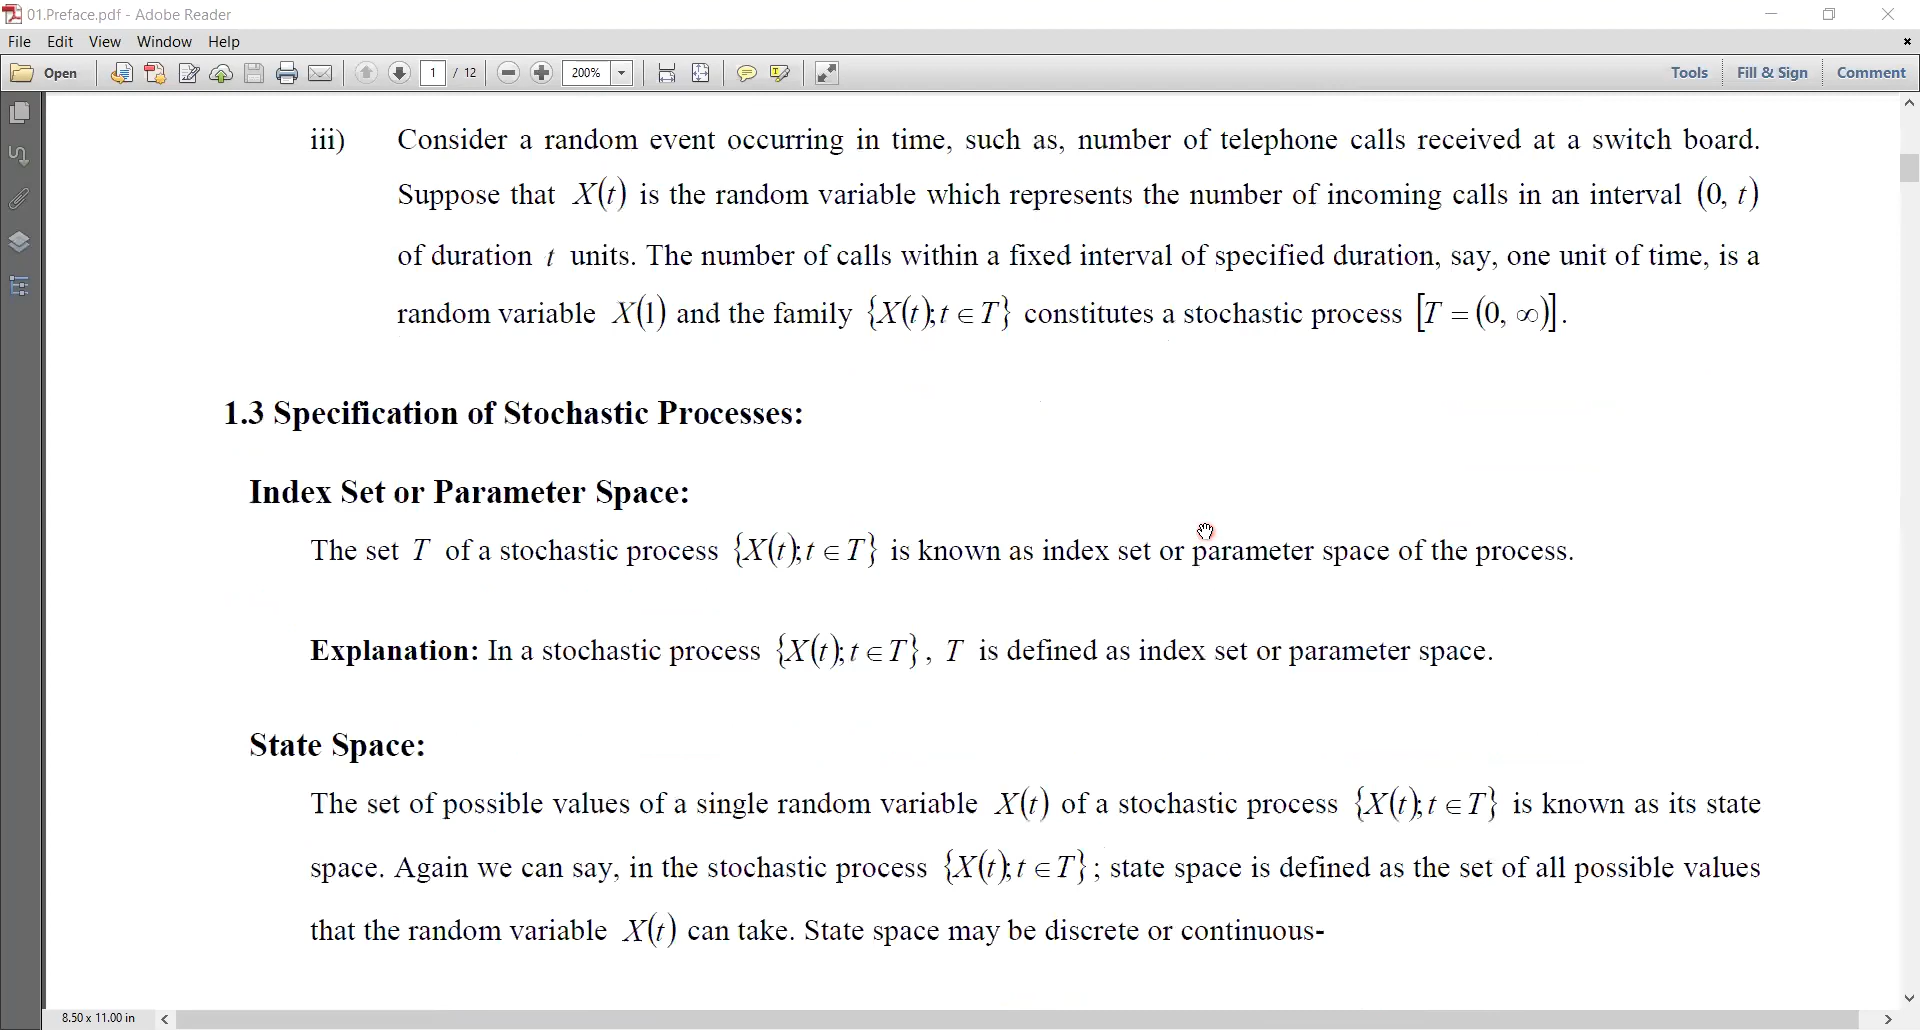 01.Preface.pdf - Adobe Reader
File Edit View Window Help
Open 1 / 12 200% Tools Fill & Sign Comment
iii) Consider a random event occurring in time, such as, number of telephone calls received at a switch board.
Suppose that X(t) is the random variable which represents the number of incoming calls in an interval (0, t)
of duration t units. The number of calls within a fixed interval of specified duration, say, one unit of time, is a
random variable X(1) and the family {X(t); t ∈ T} constitutes a stochastic process [T = (0, ∞)].
1.3 Specification of Stochastic Processes:
Index Set or Parameter Space:
The set T of a stochastic process {X(t); t ∈ T} is known as index set or parameter space of the process.
Explanation: In a stochastic process {X(t); t ∈ T}, T is defined as index set or parameter space.
State Space:
The set of possible values of a single random variable X(t) of a stochastic process {X(t); t ∈ T} is known as its state
space. Again we can say, in the stochastic process {X(t); t ∈ T}; state space is defined as the set of all possible values
that the random variable X(t) can take. State space may be discrete or continuous-
8.50 x 11.00 in